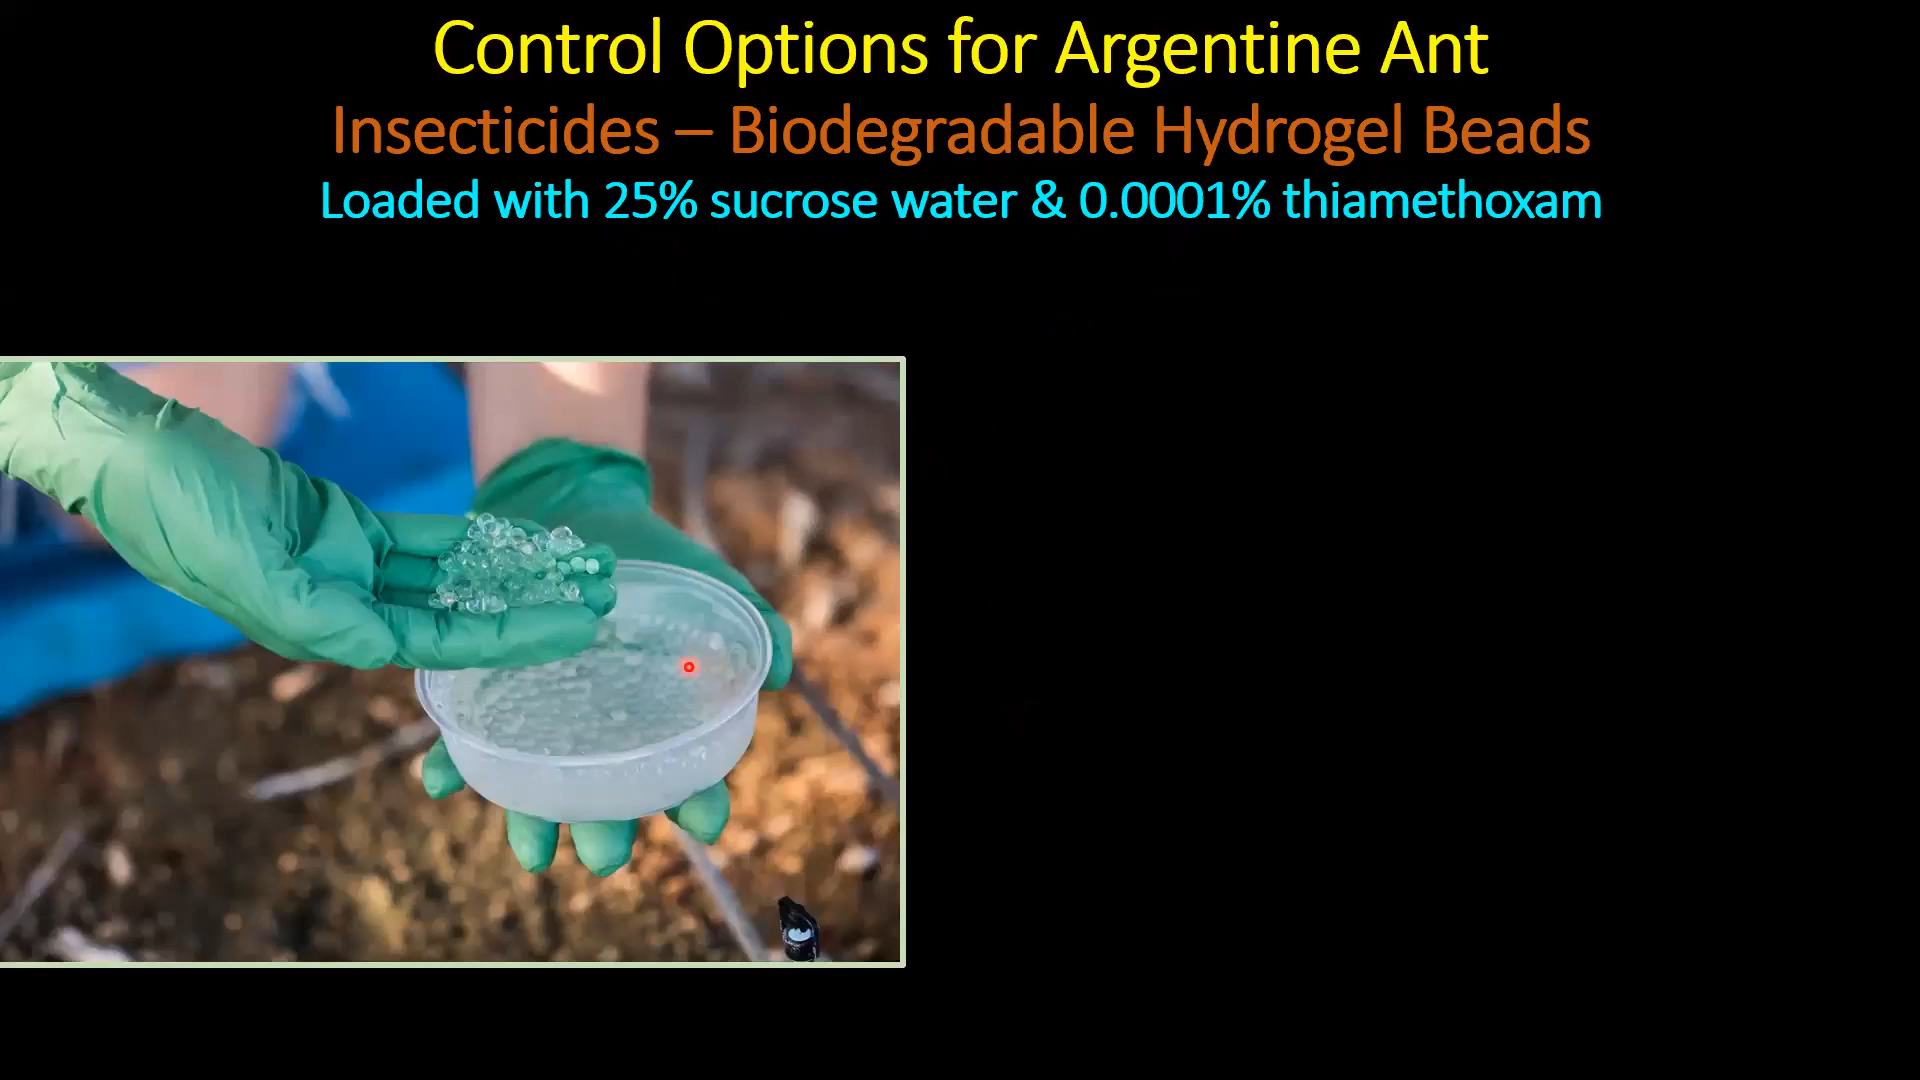 Control Options for Argentine Ant
Insecticides – Biodegradable Hydrogel Beads
Loaded with 25% sucrose water & 0.0001% thiamethoxam